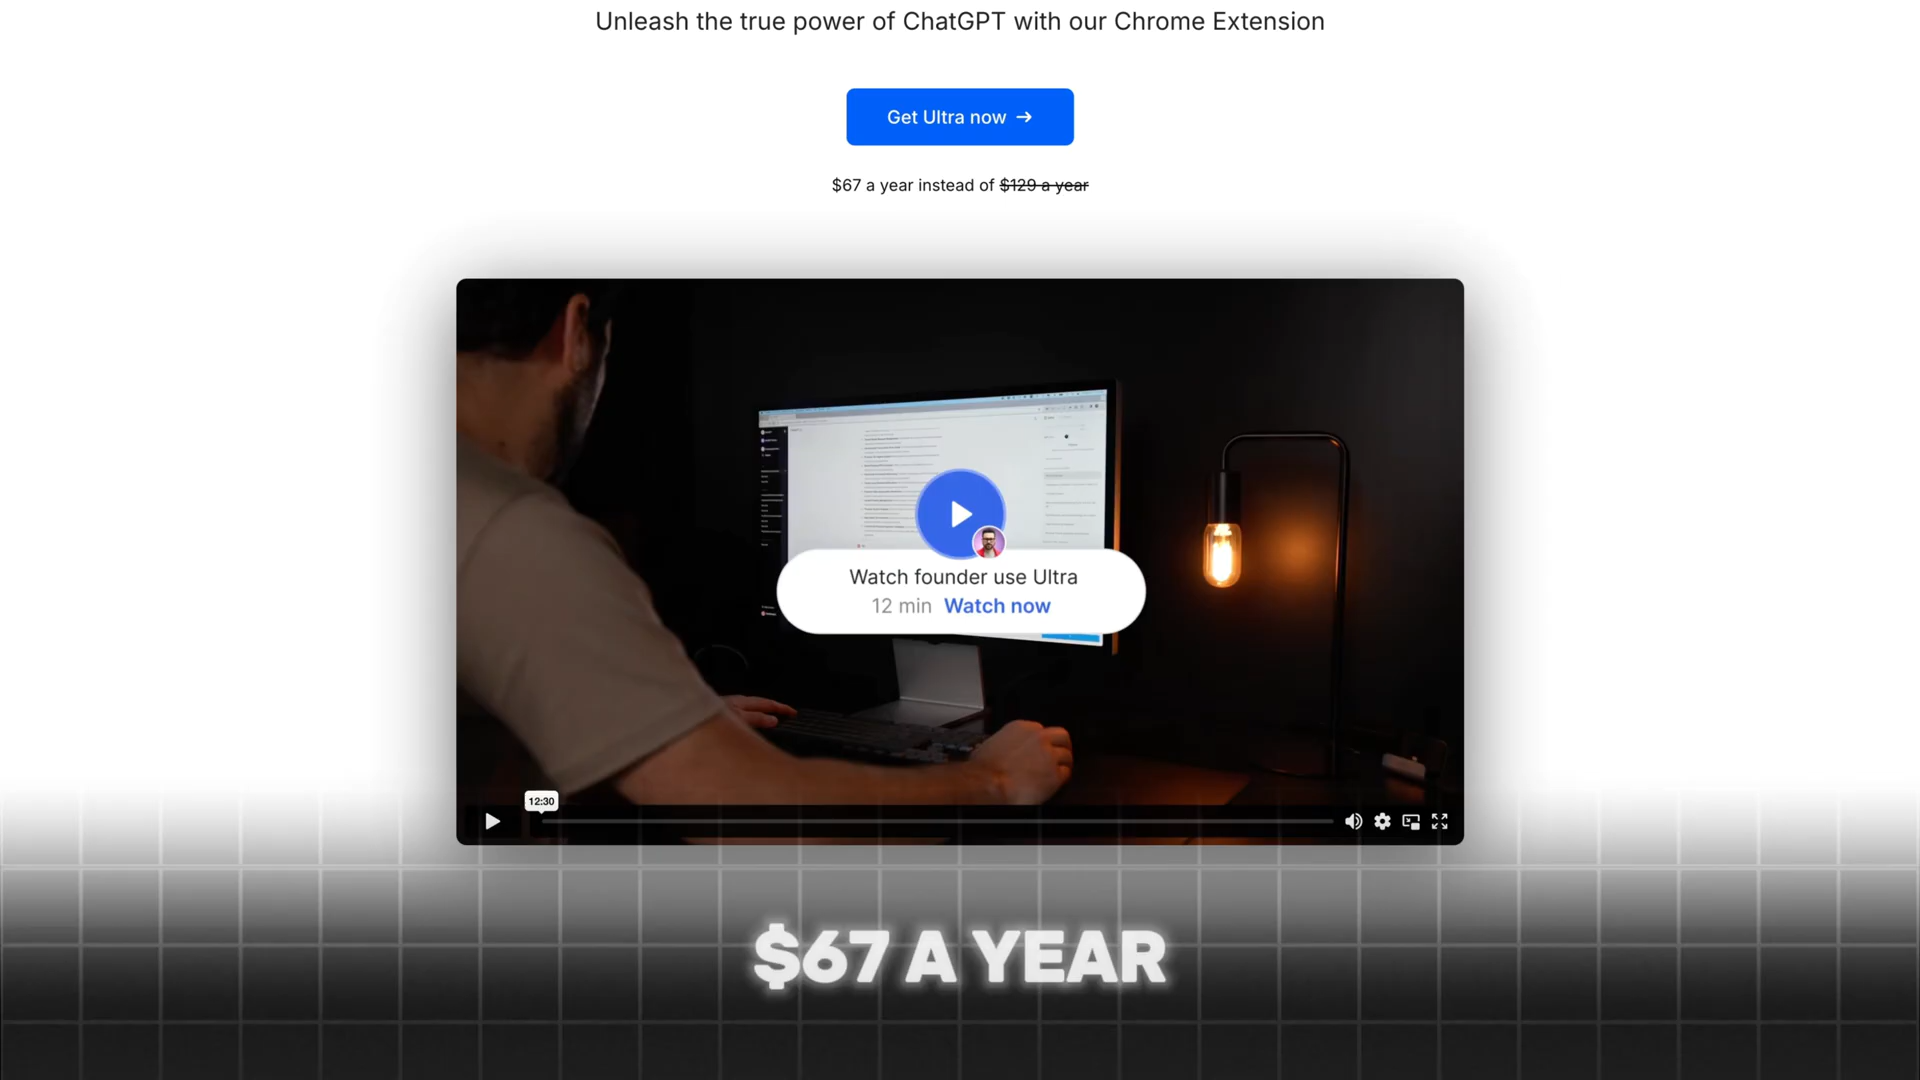 Unleash the true power of ChatGPT with our Chrome Extension
Get Ultra now →
$67 a year instead of $129 a year
Watch founder use Ultra
12 min Watch now
12:30
$67 A YEAR